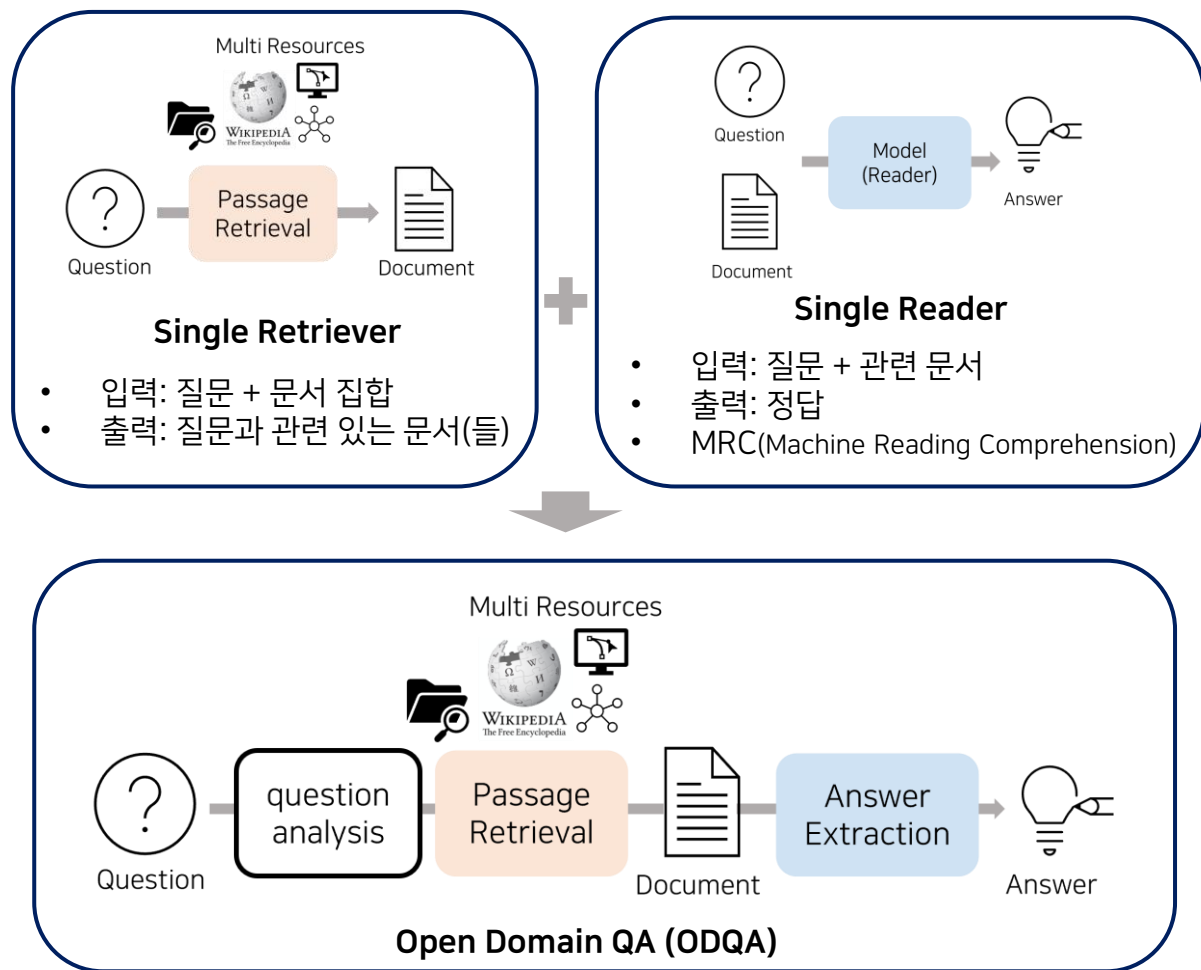 Multi Resources
WIKIPEDIA
The Free Encyclopedia
Question
Passage
Retrieval
Document
Single Retriever
• 입력: 질문 + 문서 집합
• 출력: 질문과 관련 있는 문서(들)
Question
Document
Model
(Reader)
Answer
Single Reader
• 입력: 질문 + 관련 문서
• 출력: 정답
• MRC(Machine Reading Comprehension)
Multi Resources
WIKIPEDIA
The Free Encyclopedia
Question
question
analysis
Passage
Retrieval
Document
Answer
Extraction
Answer
Open Domain QA (ODQA)